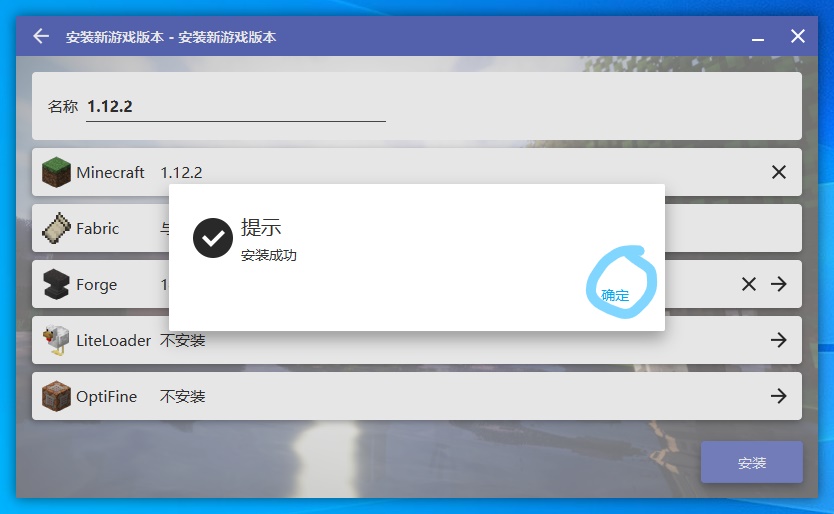 安装新游戏版本 - 安装新游戏版本
名称 1.12.2
Minecraft 1.12.2
Fabric
提示
安装成功
Forge
确定
LiteLoader 不安装
OptiFine 不安装
安装